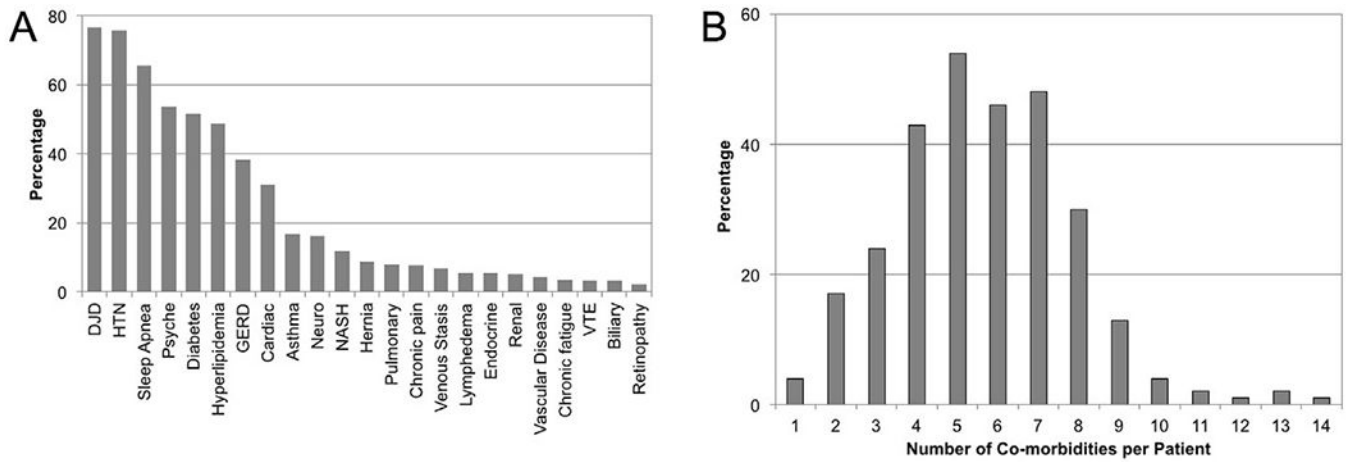 A
Percentage
80
60
40
20
0
DJD
HTN
Sleep Apnea
Psyche
Diabetes
Hyperlipidemia
GERD
Cardiac
Asthma
Neuro
NASH
Hernia
Pulmonary
Chronic pain
Venous Stasis
Lymphedema
Endocrine
Renal
Vascular Disease
Chronic fatigue
VTE
Biliary
Retinopathy
B
Percentage
60
40
20
0
1 2 3 4 5 6 7 8 9 10 11 12 13 14
Number of Co-morbidities per Patient